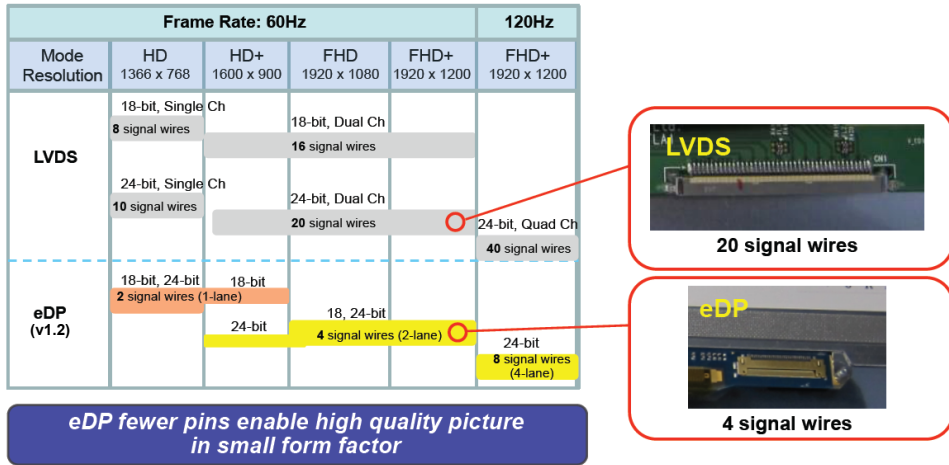 Frame Rate: 60Hz
120Hz
Mode Resolution
HD
1366 x 768
HD+
1600 x 900
FHD
1920 x 1080
FHD+
1920 x 1200
FHD+
1920 x 1200
LVDS
18-bit, Single Ch
8 signal wires
18-bit, Dual Ch
16 signal wires
24-bit, Single Ch
10 signal wires
24-bit, Dual Ch
20 signal wires
24-bit, Quad Ch
40 signal wires
eDP
(v1.2)
18-bit, 24-bit
18-bit
2 signal wires (1-lane)
24-bit
18, 24-bit
4 signal wires (2-lane)
24-bit
8 signal wires
(4-lane)
LVDS
CN1
20 signal wires
eDP
4 signal wires
eDP fewer pins enable high quality picture
in small form factor